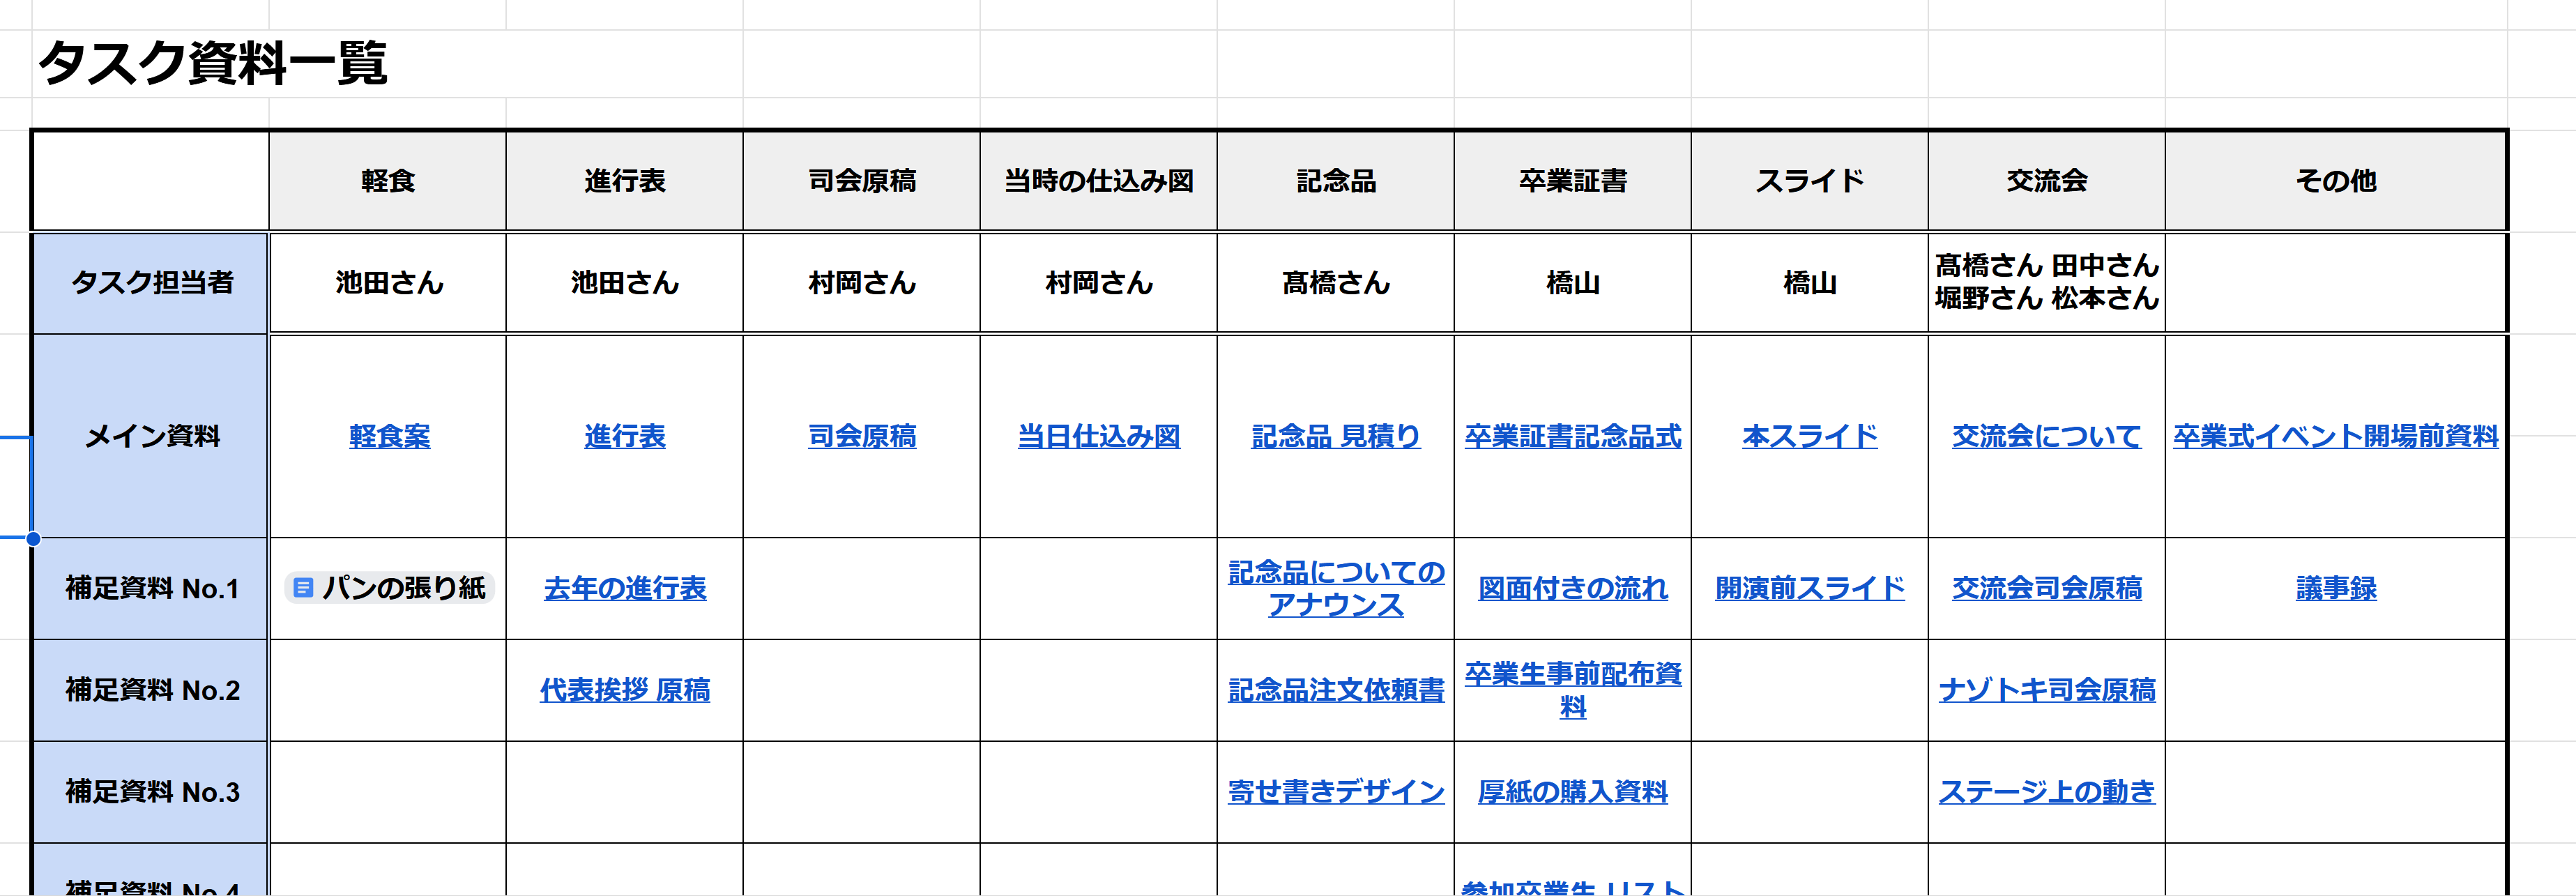 タスク資料一覧
軽食 進行表 司会原稿 当時の仕込み図 記念品 卒業証書 スライド 交流会 その他
タスク担当者 池田さん 池田さん 村岡さん 村岡さん 髙橋さん 橋山 橋山 髙橋さん 田中さん
堀野さん 松本さん
メイン資料 軽食案 進行表 司会原稿 当日仕込み図 記念品 見積り 卒業証書記念品式 本スライド 交流会について 卒業式イベント開場前資料
補足資料 No.1 パンの張り紙 去年の進行表 記念品についての
アナウンス 図面付きの流れ 開演前スライド 交流会司会原稿 議事録
補足資料 No.2 代表挨拶 原稿 記念品注文依頼書 卒業生事前配布資
料 ナゾトキ司会原稿
補足資料 No.3 寄せ書きデザイン 厚紙の購入資料 ステージ上の動き
補足資料 No.4 参加卒業生 リスト